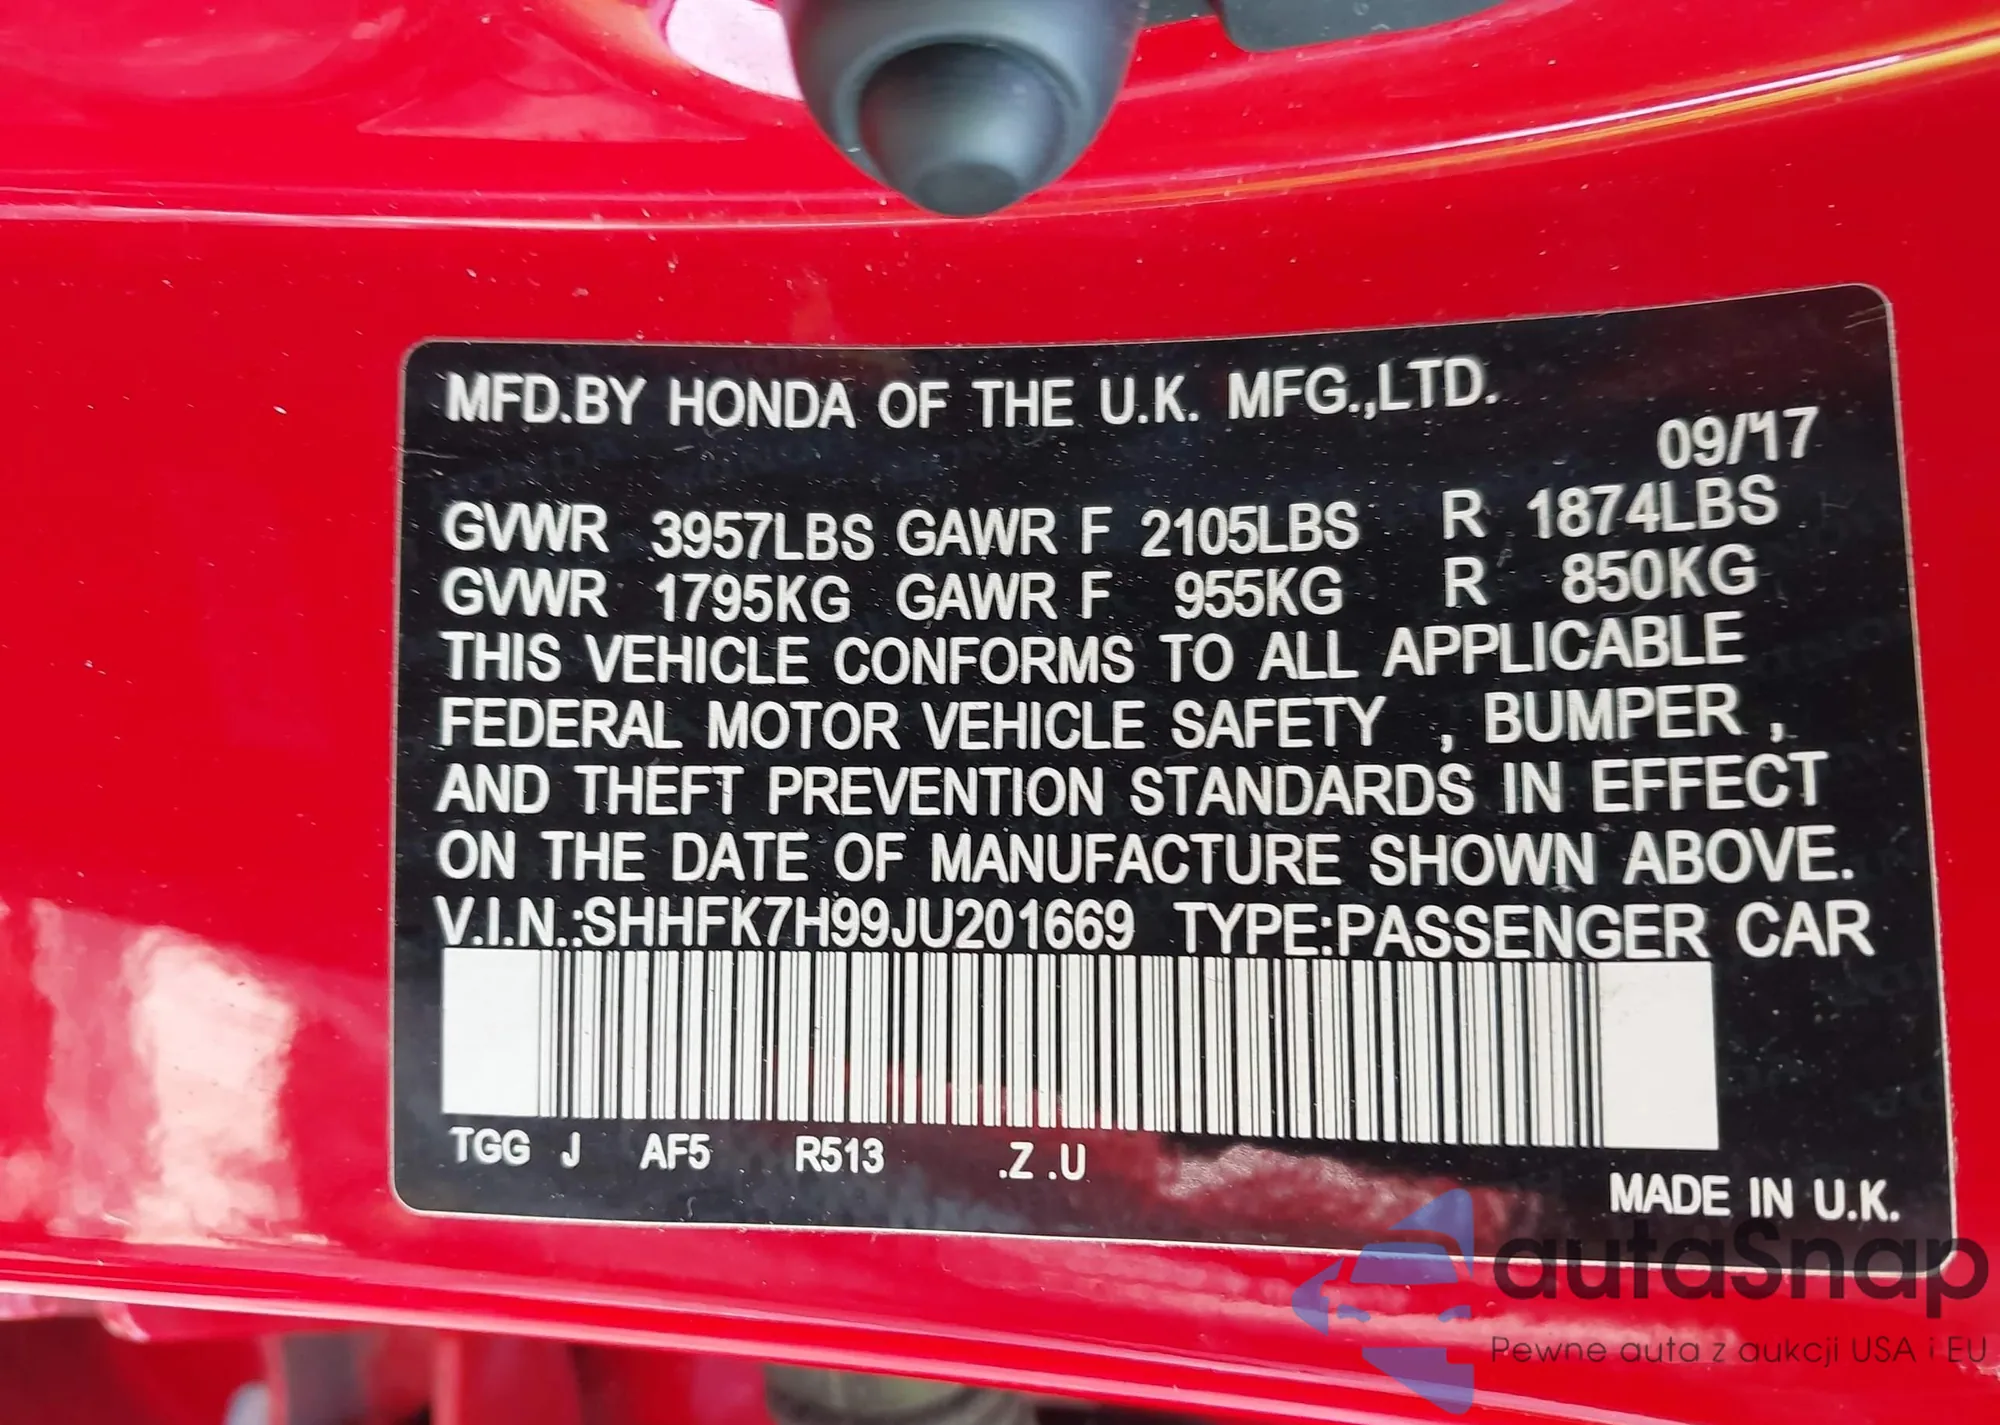 MFD.BY HONDA OF THE U.K. MFG.,LTD.
09/'17
GVWR 3957LBS GAWR F 2105LBS R 1874LBS
GVWR 1795KG GAWR F 955KG R 850KG
THIS VEHICLE CONFORMS TO ALL APPLICABLE
FEDERAL MOTOR VEHICLE SAFETY , BUMPER ,
AND THEFT PREVENTION STANDARDS IN EFFECT
ON THE DATE OF MANUFACTURE SHOWN ABOVE.
V.I.N.:SHHFK7H99JU201669 TYPE:PASSENGER CAR
TGG J AF5 R513 .Z .U
MADE IN U.K.
autaSnap
Pewne auta z aukcji USA i EU